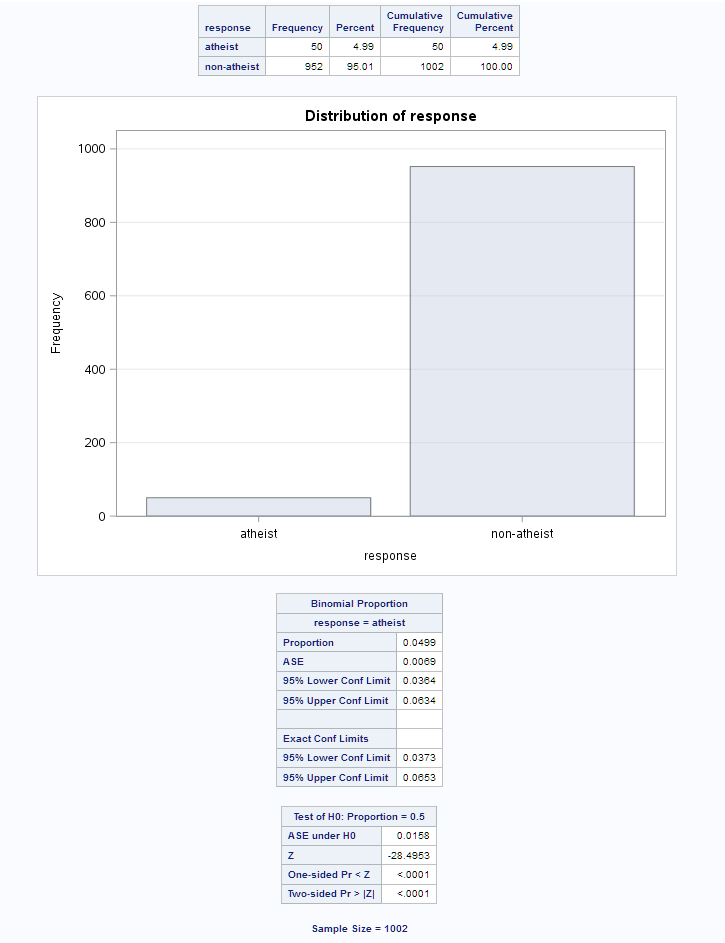 response Frequency Percent Cumulative Frequency Cumulative Percent
atheist 50 4.99 50 4.99
non-atheist 952 95.01 1002 100.00
Distribution of response
1000
800
600
400
200
0
Frequency
atheist non-atheist
response
Binomial Proportion
response = atheist
Proportion 0.0499
ASE 0.0069
95% Lower Conf Limit 0.0364
95% Upper Conf Limit 0.0634
Exact Conf Limits
95% Lower Conf Limit 0.0373
95% Upper Conf Limit 0.0653
Test of H0: Proportion = 0.5
ASE under H0 0.0158
Z -28.4953
One-sided Pr < Z <.0001
Two-sided Pr > |Z| <.0001
Sample Size = 1002